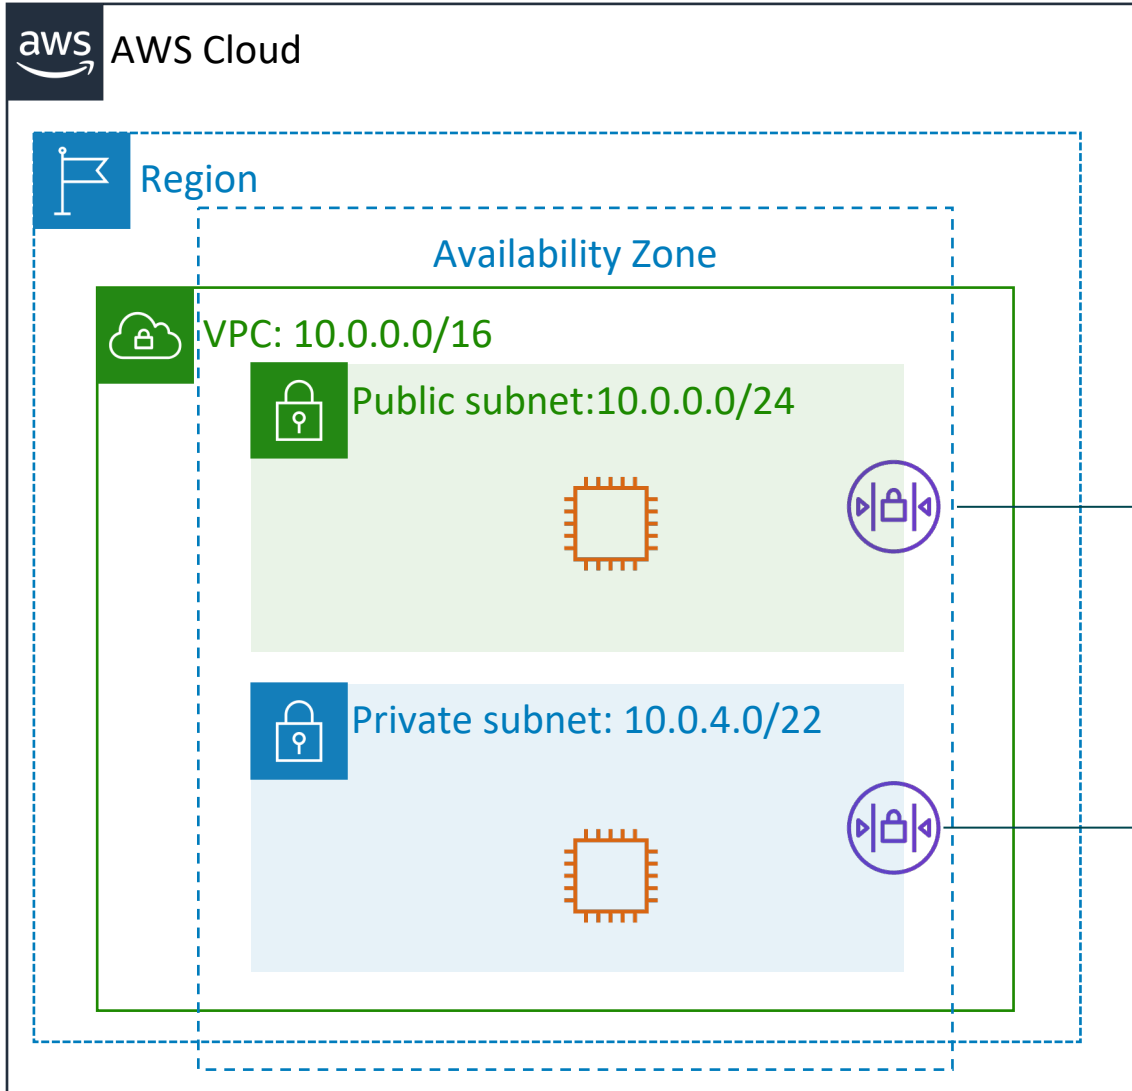 aws
AWS Cloud
Region
Availability Zone
VPC: 10.0.0.0/16
Public subnet:10.0.0.0/24
Private subnet: 10.0.4.0/22